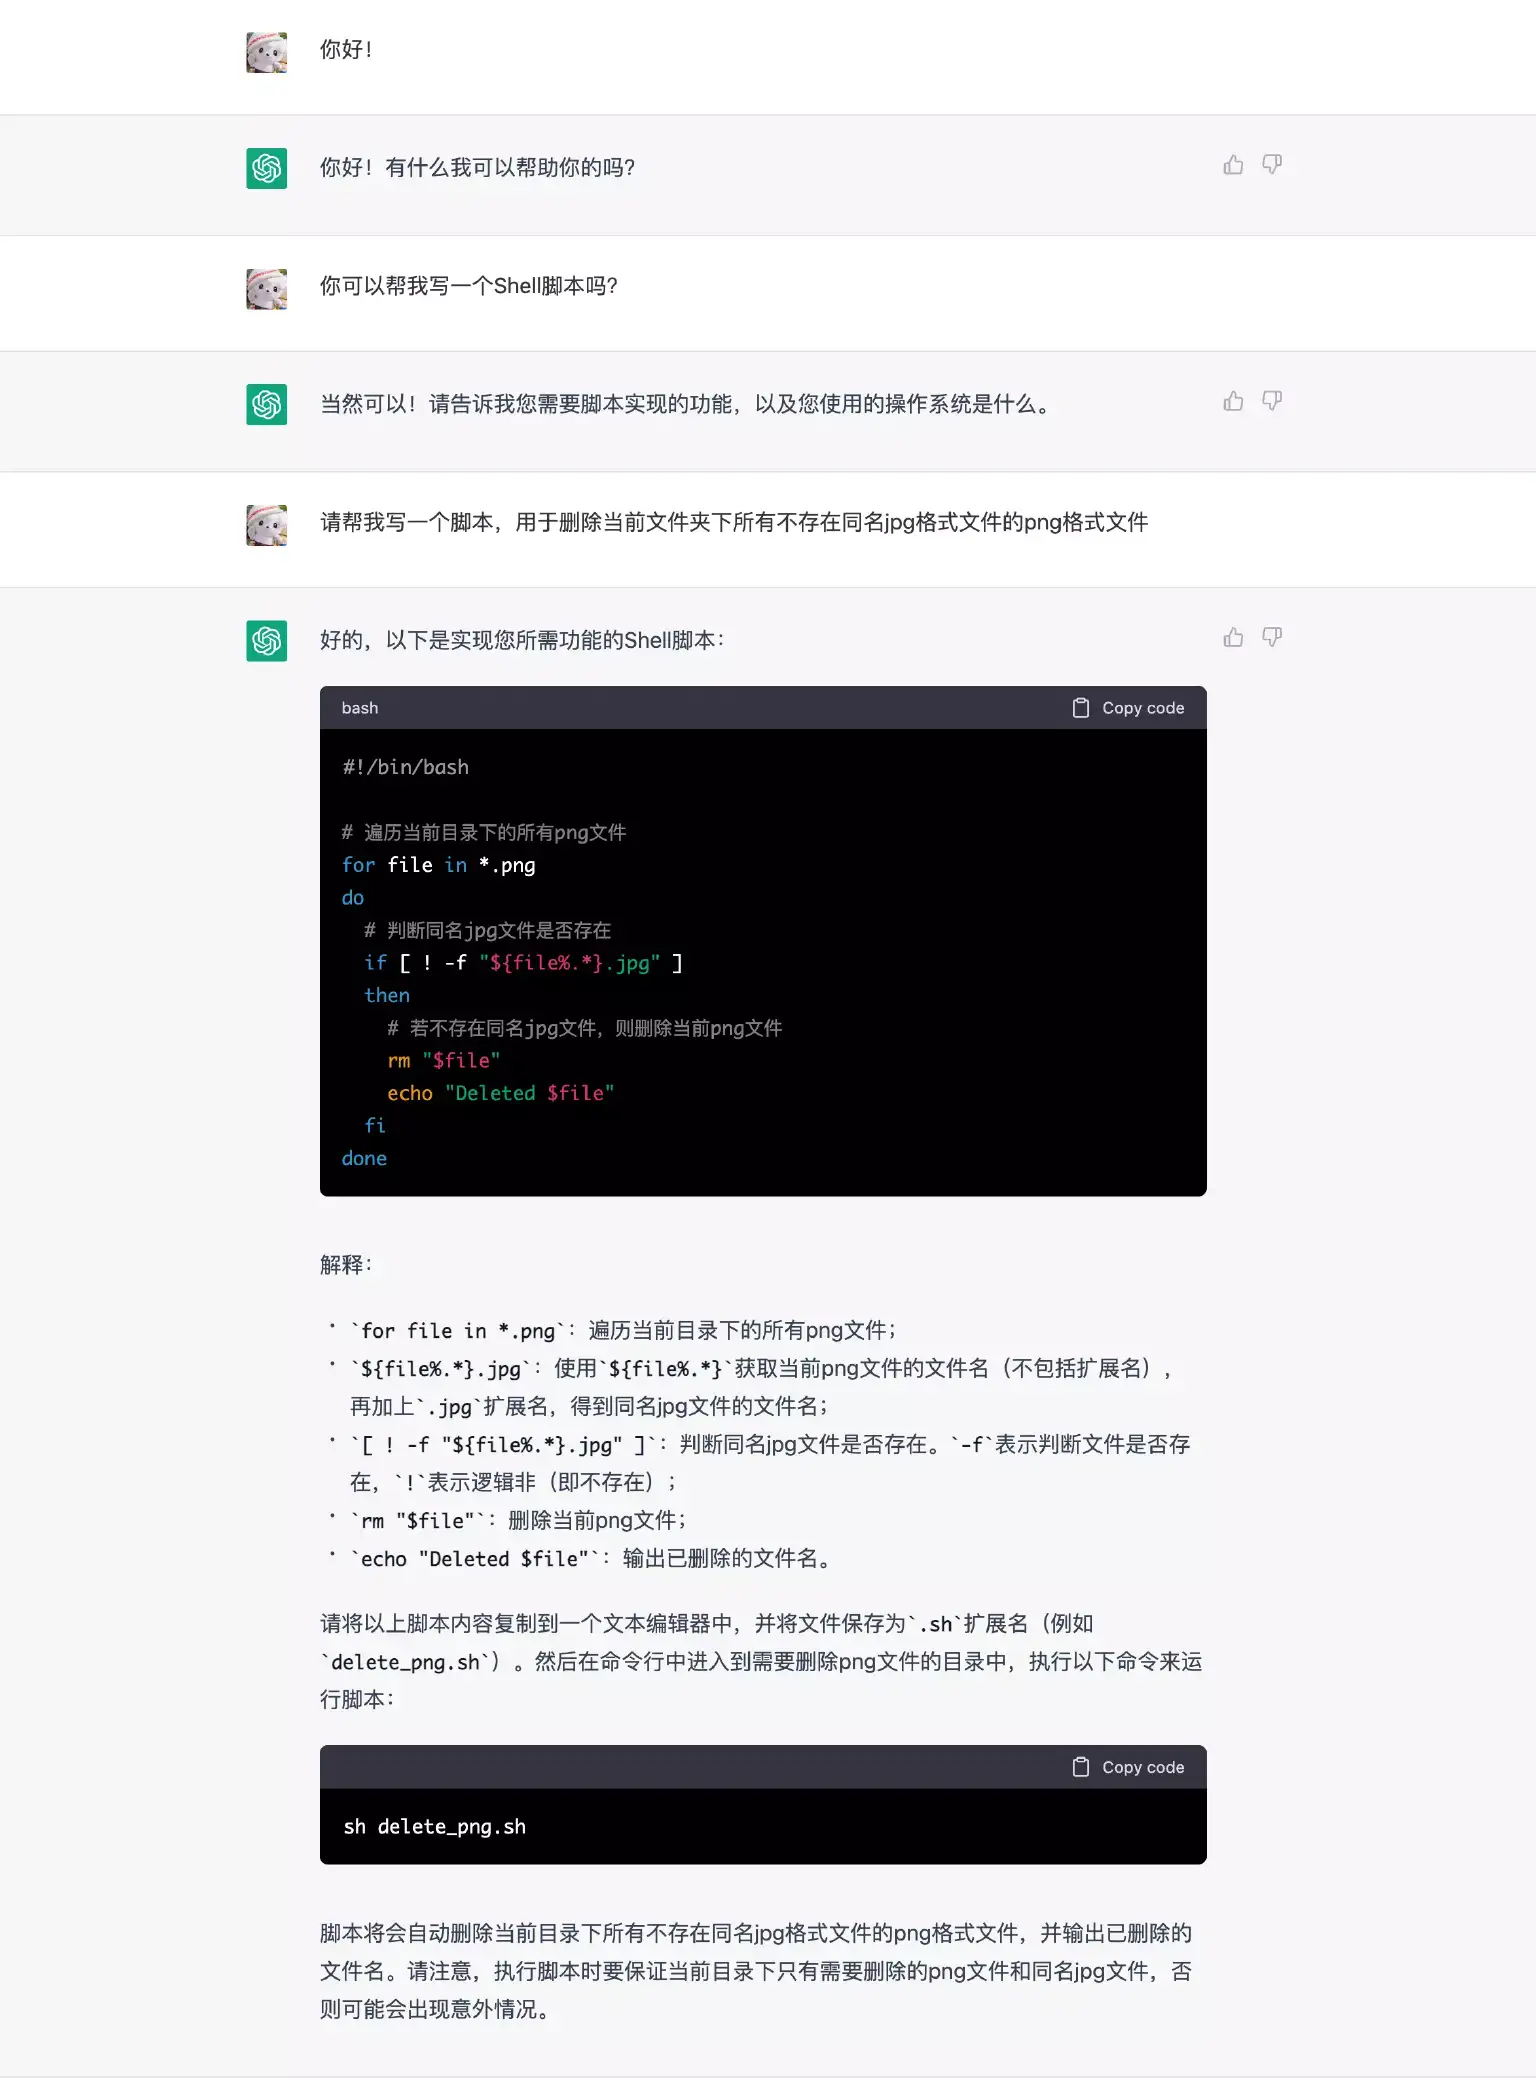 你好！
你好！有什么我可以帮助你的吗？
你可以帮我写一个Shell脚本吗？
当然可以！请告诉我您需要脚本实现的功能，以及您使用的操作系统是什么。
请帮我写一个脚本，用于删除当前文件夹下所有不存在同名jpg格式文件的png格式文件
好的，以下是实现您所需功能的Shell脚本：
bash Copy code
#!/bin/bash
# 遍历当前目录下的所有png文件
for file in *.png
do
# 判断同名jpg文件是否存在
if [ ! -f "${file%.*}.jpg" ]
then
# 若不存在同名jpg文件，则删除当前png文件
rm "$file"
echo "Deleted $file"
fi
done
解释：
· `for file in *.png`：遍历当前目录下的所有png文件；
· `${file%.*}.jpg`：使用`${file%.*}`获取当前png文件的文件名（不包括扩展名），
再加上`.jpg`扩展名，得到同名jpg文件的文件名；
· `[ ! -f "${file%.*}.jpg" ]`：判断同名jpg文件是否存在。`-f`表示判断文件是否存
在，`!`表示逻辑非（即不存在）；
· `rm "$file"`：删除当前png文件；
· `echo "Deleted $file"`：输出已删除的文件名。
请将以上脚本内容复制到一个文本编辑器中，并将文件保存为`.sh`扩展名（例如
`delete_png.sh`）。然后在命令行中进入到需要删除png文件的目录中，执行以下命令来运
行脚本：
Copy code
sh delete_png.sh
脚本将会自动删除当前目录下所有不存在同名jpg格式文件的png格式文件，并输出已删除的
文件名。请注意，执行脚本时要保证当前目录下只有需要删除的png文件和同名jpg文件，否
则可能会出现意外情况。